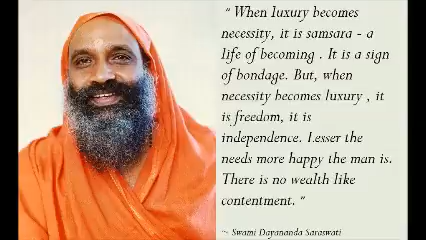 " When luxury becomes
necessity, it is samsara - a
life of becoming . It is a sign
of bondage. But, when
necessity becomes luxury , it
is freedom, it is
independence. Lesser the
needs more happy the man is.
There is no wealth like
contentment. "
~ Swami Dayananda Saraswati